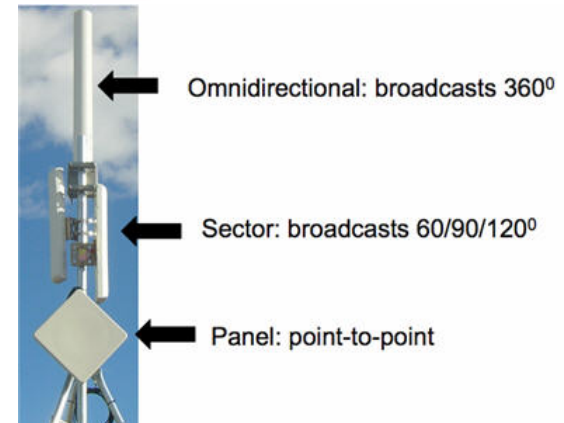 Omnidirectional: broadcasts 360⁰
Sector: broadcasts 60/90/120⁰
Panel: point-to-point